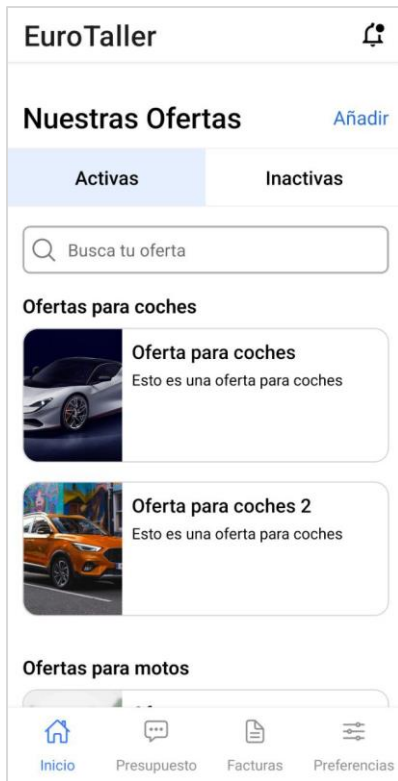 EuroTaller
Nuestras Ofertas
Añadir
Activas
Inactivas
Busca tu oferta
Ofertas para coches
Oferta para coches
Esto es una oferta para coches
Oferta para coches 2
Esto es una oferta para coches
Ofertas para motos
Inicio
Presupuesto
Facturas
Preferencias